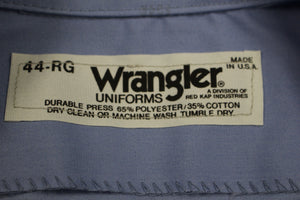 44-RG
Wrangler®
MADE
IN U.S.A.
UNIFORMS
A DIVISION OF
RED KAP INDUSTRIES
DURABLE PRESS 65% POLYESTER/35% COTTON
DRY CLEAN OR MACHINE WASH TUMBLE DRY